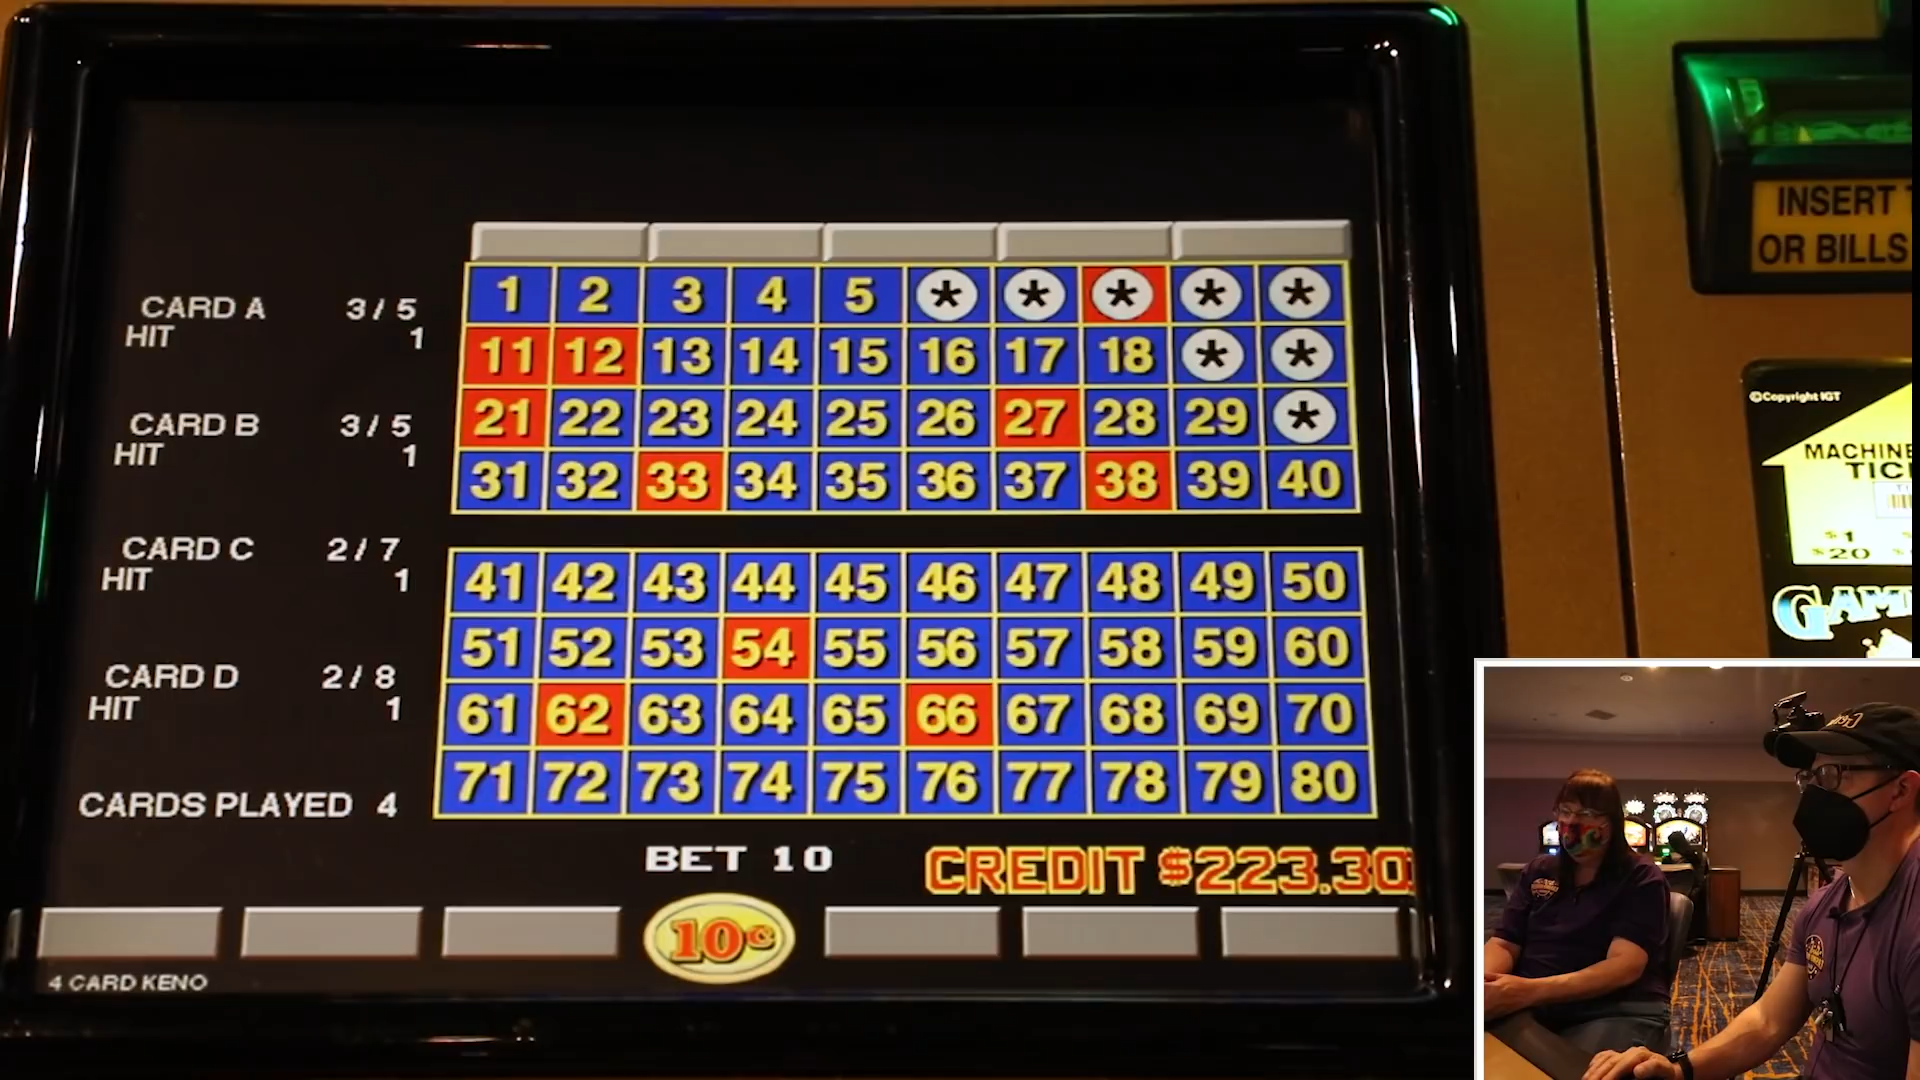 CARD A 3/5
HIT 1
CARD B 3/5
HIT 1
CARD C 2/7
HIT 1
CARD D 2/8
HIT 1
CARDS PLAYED 4
1 2 3 4 5 * * * * *
11 12 13 14 15 16 17 18 * *
21 22 23 24 25 26 27 28 29 *
31 32 33 34 35 36 37 38 39 40
41 42 43 44 45 46 47 48 49 50
51 52 53 54 55 56 57 58 59 60
61 62 63 64 65 66 67 68 69 70
71 72 73 74 75 76 77 78 79 80
BET 10 CREDIT $223.30
10¢
4 CARD KENO
INSERT
OR BILLS
©Copyright IGT
MACHINE
$1
$20